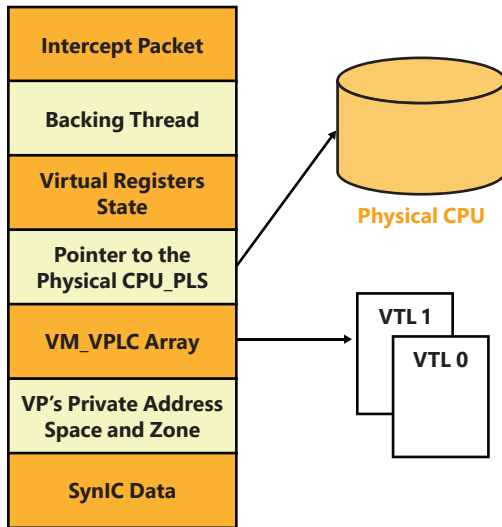 Intercept Packet
Backing Thread
Virtual Registers
State
Pointer to the
Physical CPU_PLS
VM_VPLC Array
VP’s Private Address
Space and Zone
SynIC Data
Physical CPU
VTL 1
VTL 0